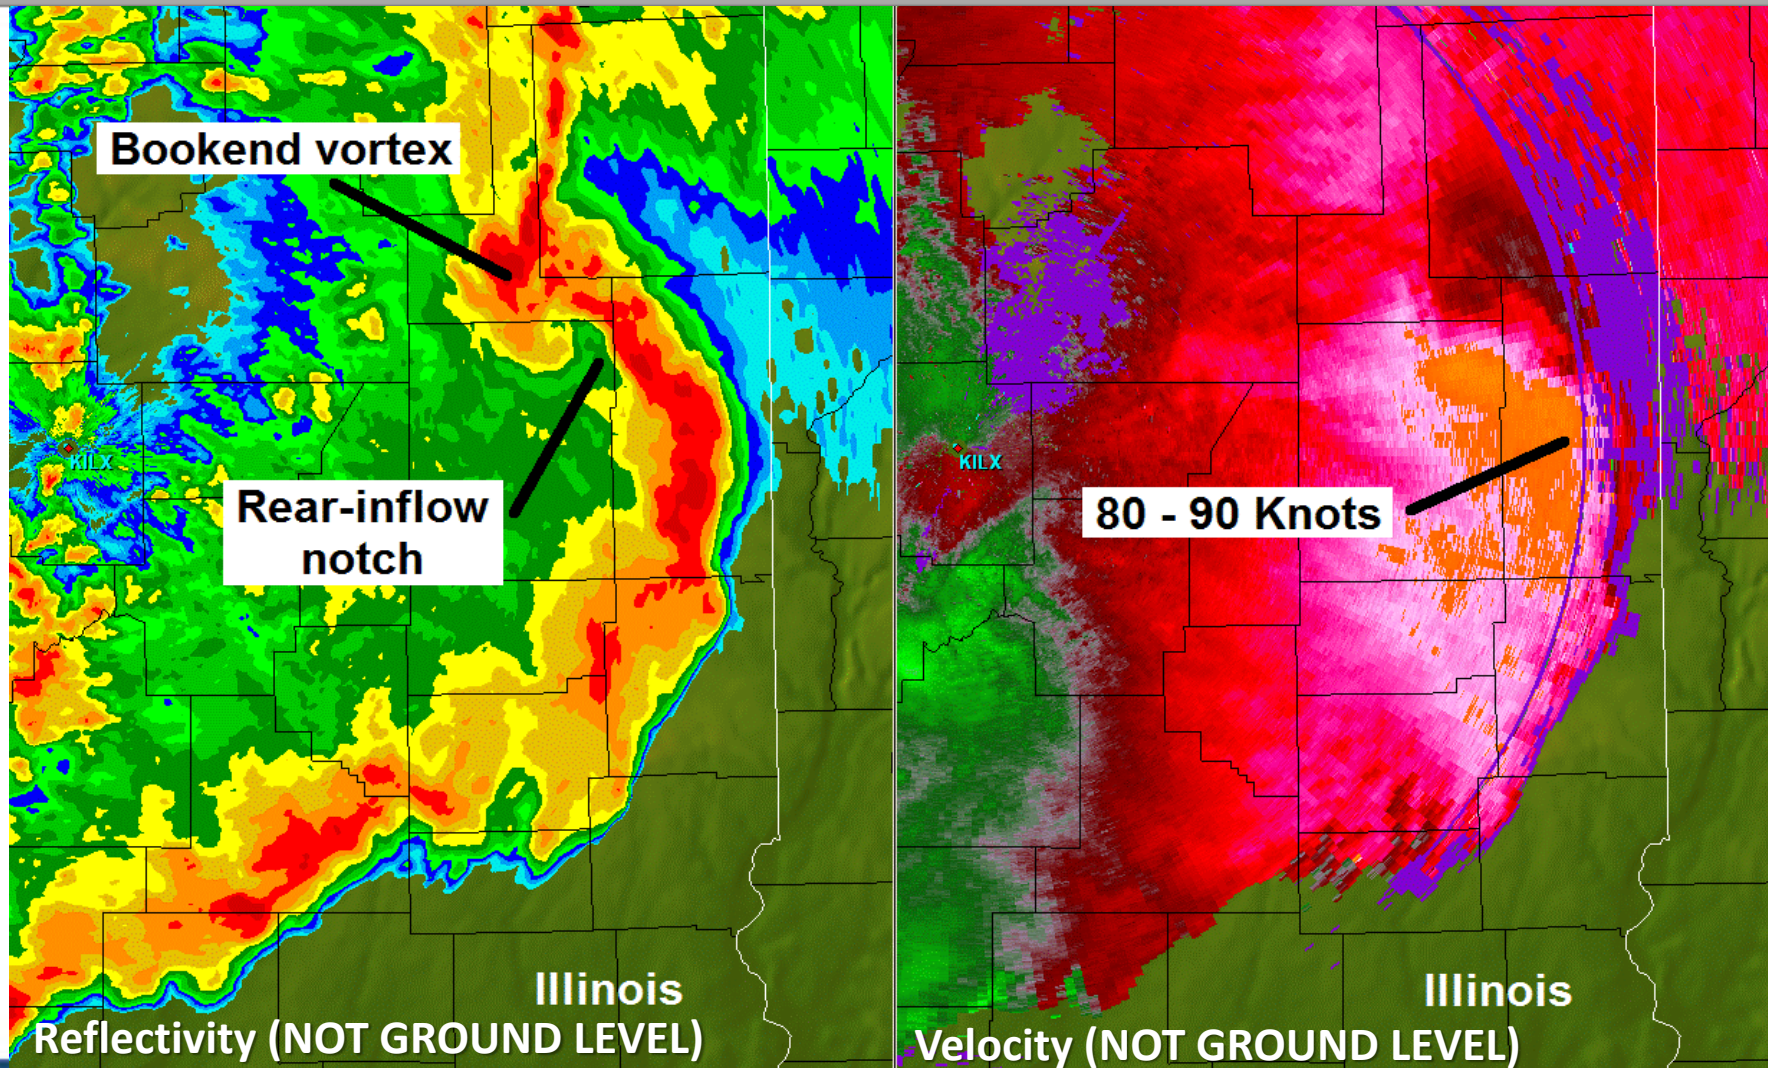 Bookend vortex
KILX
Rear-inflow
notch
Illinois
Reflectivity (NOT GROUND LEVEL)
KILX
80 - 90 Knots
Illinois
Velocity (NOT GROUND LEVEL)